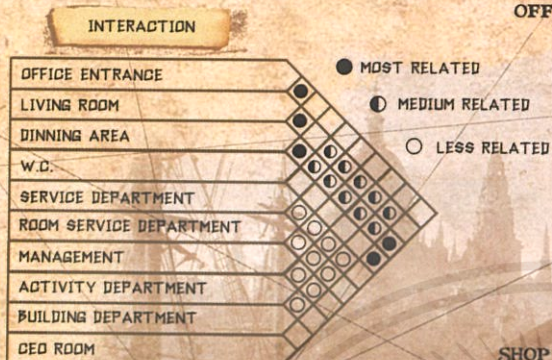 INTERACTION
OFF
OFFICE ENTRANCE
LIVING ROOM
DINNING AREA
W.C.
SERVICE DEPARTMENT
ROOM SERVICE DEPARTMENT
MANAGEMENT
ACTIVITY DEPARTMENT
BUILDING DEPARTMENT
CEO ROOM
MOST RELATED
MEDIUM RELATED
LESS RELATED
SHOP